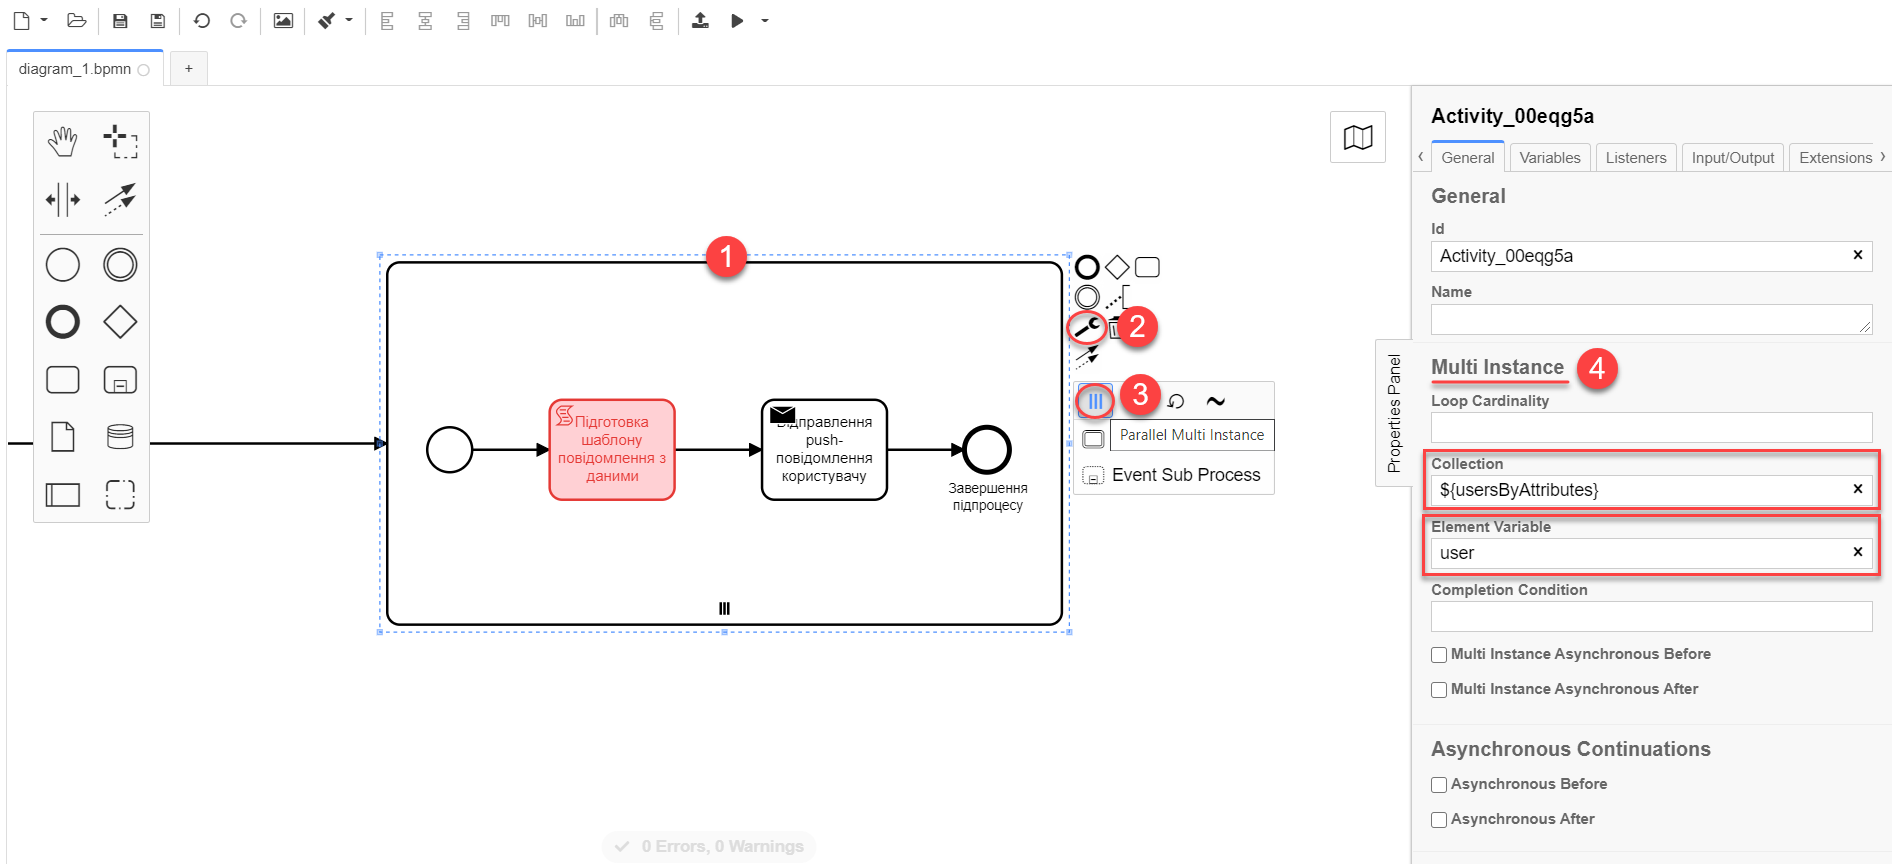 diagram_1.bpmn
+
Activity_00eqg5a
General
Variables
Listeners
Input/Output
Extensions
General
Id
Activity_00eqg5a
Name
1
2
3
Parallel Multi Instance
Event Sub Process
Підготовка
шаблону
повідомлення з
даними
Відправлення
push-
повідомлення
користувачу
Завершення
підпроцесу
Properties Panel
Multi Instance
4
Loop Cardinality
Collection
${usersByAttributes}
Element Variable
user
Completion Condition
Multi Instance Asynchronous Before
Multi Instance Asynchronous After
Asynchronous Continuations
Asynchronous Before
Asynchronous After
0 Errors, 0 Warnings